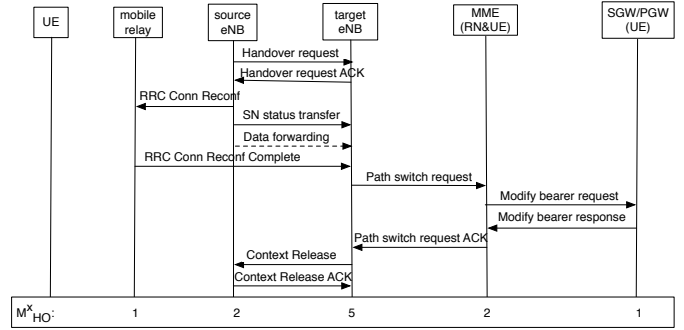 UE
mobile
relay
source
eNB
target
eNB
MME
(RN&UE)
SGW/PGW
(UE)
Handover request
Handover request ACK
RRC Conn Reconf
SN status transfer
Data forwarding
RRC Conn Reconf Complete
Path switch request
Modify bearer request
Modify bearer response
Path switch request ACK
Context Release
Context Release ACK
M^X_HO: 1 2 5 2 1